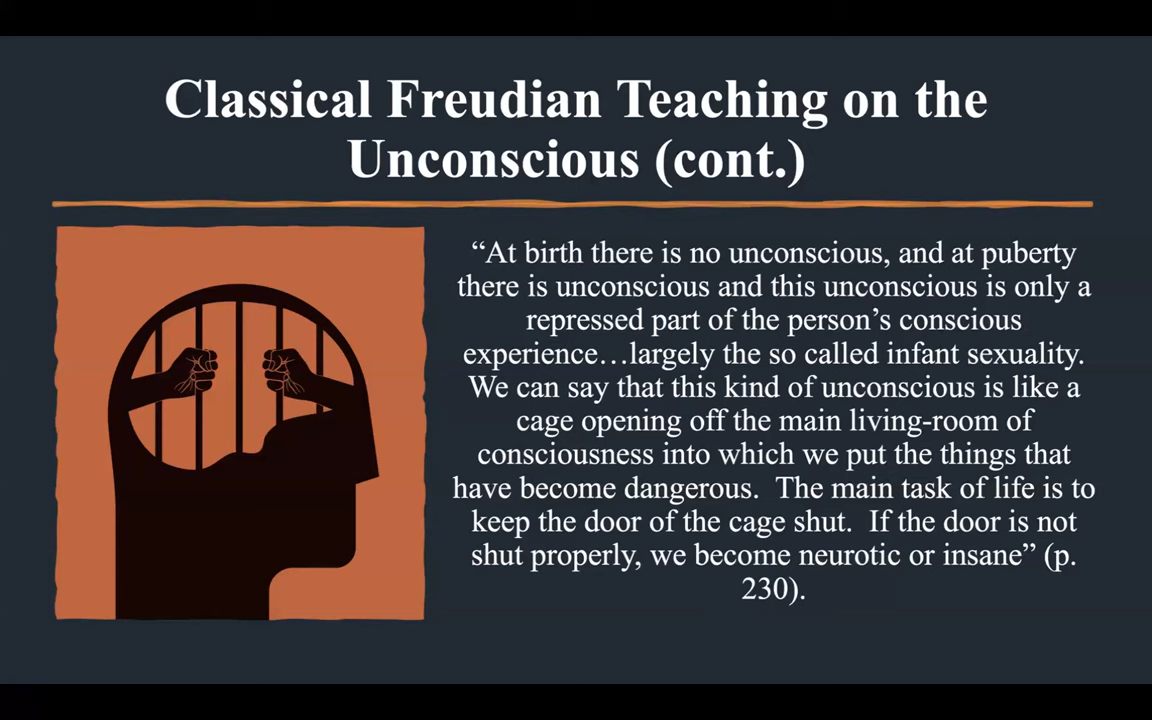 Classical Freudian Teaching on the
Unconscious (cont.)
“At birth there is no unconscious, and at puberty
there is unconscious and this unconscious is only a
repressed part of the person’s conscious
experience…largely the so called infant sexuality.
We can say that this kind of unconscious is like a
cage opening off the main living-room of
consciousness into which we put the things that
have become dangerous.  The main task of life is to
keep the door of the cage shut.  If the door is not
shut properly, we become neurotic or insane” (p.
230).